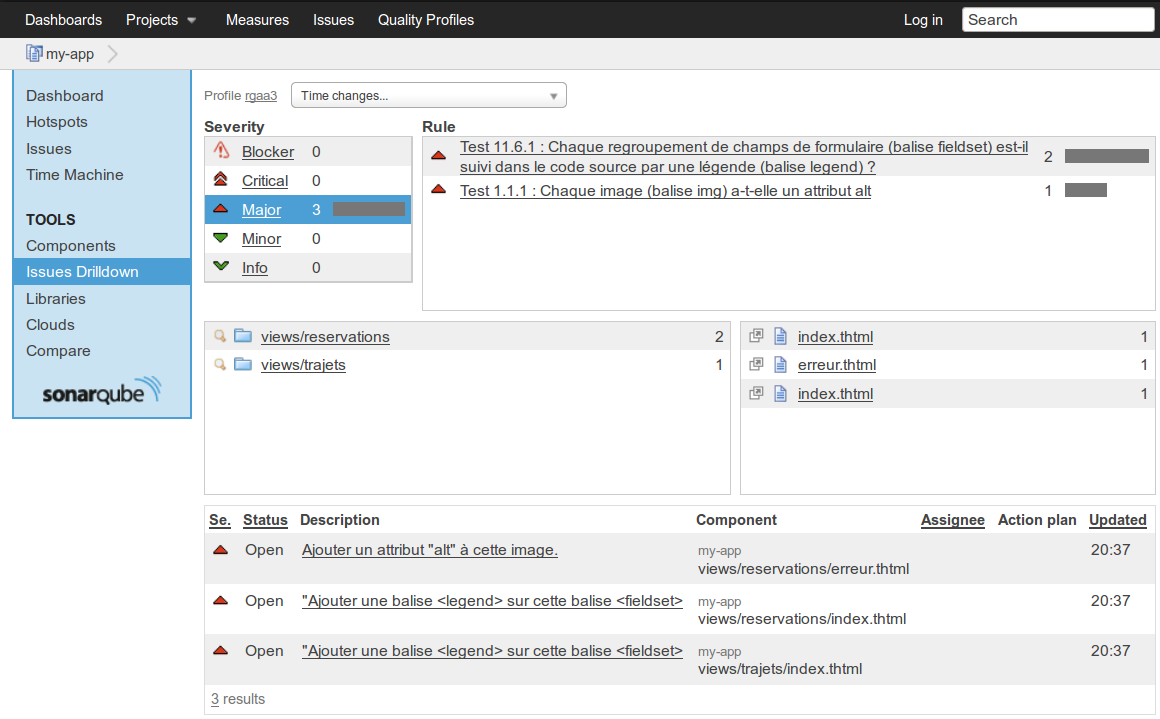 Dashboards Projects Measures Issues Quality Profiles Log in Search
my-app
Dashboard
Hotspots
Issues
Time Machine
TOOLS
Components
Issues Drilldown
Libraries
Clouds
Compare
sonarqube
Profile rgaa3 Time changes...
Severity
Blocker 0
Critical 0
Major 3
Minor 0
Info 0
Rule
Test 11.6.1 : Chaque regroupement de champs de formulaire (balise fieldset) est-il
suivi dans le code source par une légende (balise legend) ? 2
Test 1.1.1 : Chaque image (balise img) a-t-elle un attribut alt 1
views/reservations 2
views/trajets 1
index.thtml 1
erreur.thtml 1
index.thtml 1
Se. Status Description Component Assignee Action plan Updated
Open Ajouter un attribut "alt" à cette image. my-app 20:37
views/reservations/erreur.thtml
Open "Ajouter une balise <legend> sur cette balise <fieldset> my-app 20:37
views/reservations/index.thtml
Open "Ajouter une balise <legend> sur cette balise <fieldset> my-app 20:37
views/trajets/index.thtml
3 results